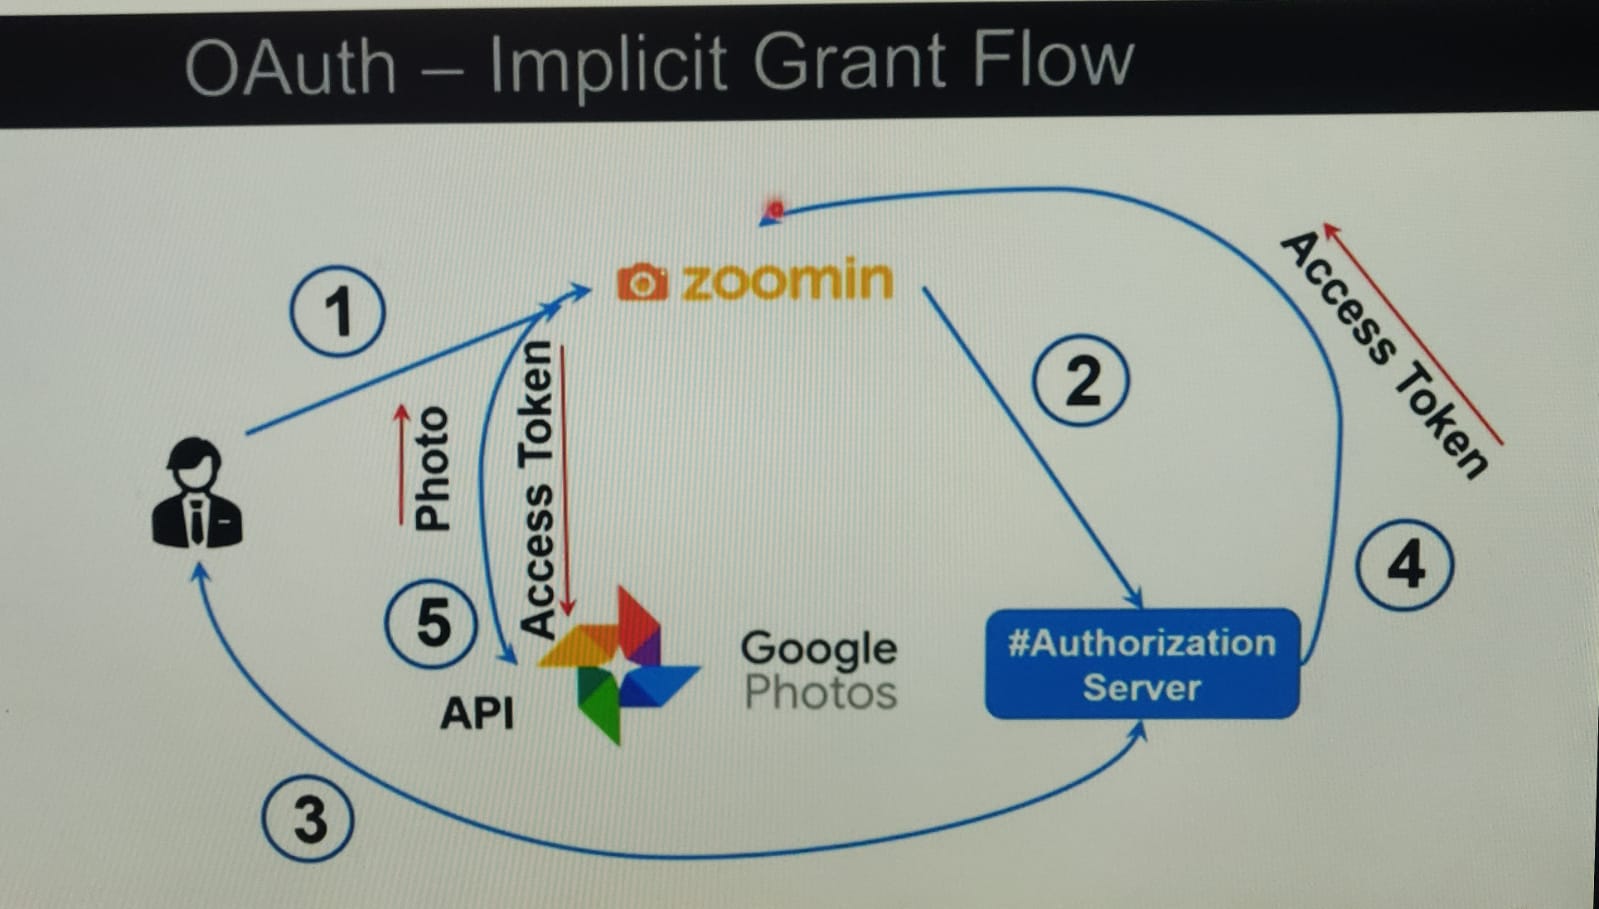 OAuth – Implicit Grant Flow
1
zoomin
2
Access Token
Photo
Access Token
5
4
API
Google
Photos
#Authorization
Server
3